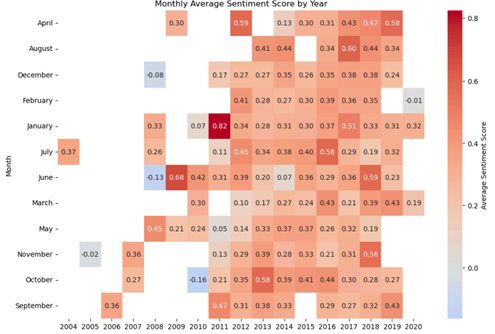 Monthly Average Sentiment Score by Year
April 0.30 0.59 0.13 0.30 0.31 0.43 0.47 0.58
August 0.41 0.44 0.34 0.60 0.44 0.34
December -0.08 0.17 0.27 0.27 0.35 0.26 0.35 0.38 0.38 0.24
February 0.41 0.28 0.27 0.30 0.39 0.36 0.35 -0.01
January 0.33 0.07 0.82 0.34 0.28 0.31 0.30 0.37 0.51 0.33 0.31 0.32
July 0.37 0.26 0.11 0.45 0.34 0.38 0.40 0.58 0.29 0.19 0.32
June -0.13 0.68 0.42 0.31 0.39 0.20 0.07 0.36 0.29 0.36 0.59 0.23
March 0.30 0.10 0.17 0.27 0.24 0.43 0.21 0.39 0.43 0.19
May 0.45 0.21 0.24 0.05 0.14 0.33 0.37 0.37 0.26 0.32 0.19
November -0.02 0.36 0.13 0.29 0.39 0.28 0.33 0.21 0.31 0.56
October 0.27 -0.16 0.21 0.35 0.58 0.39 0.41 0.44 0.30 0.28 0.27
September 0.36 0.47 0.31 0.38 0.33 0.29 0.27 0.32 0.43
2004 2005 2006 2007 2008 2009 2010 2011 2012 2013 2014 2015 2016 2017 2018 2019 2020
Month
0.8
0.6
0.4
0.2
0.0
Average Sentiment Score